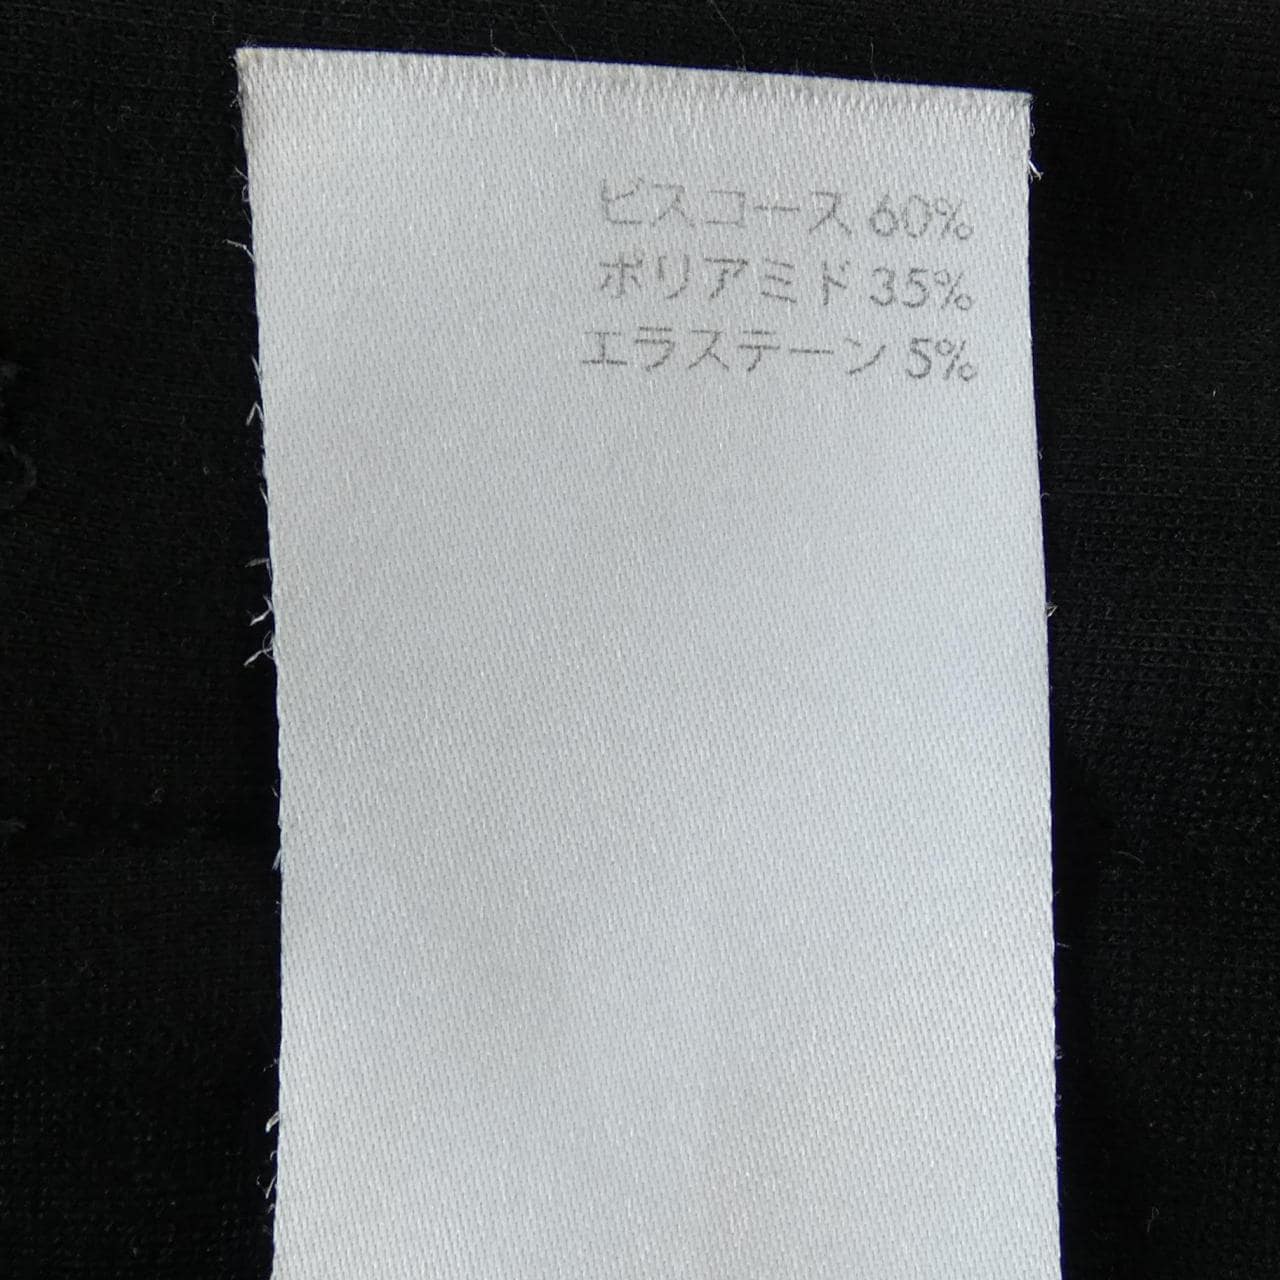 ビスコース 60%
ポリアミド 35%
エラステーン 5%